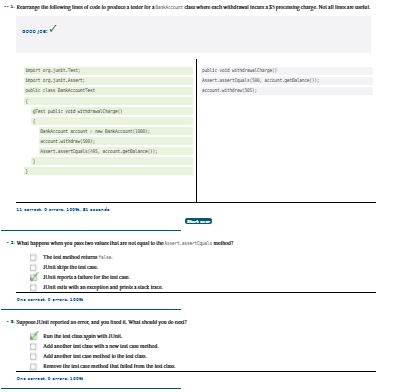 •• 1. Rearrange the following lines of code to produce a tester for a BankAccount class where each withdrawal incurs a $5 processing charge. Not all lines are useful.
GOOD JOB!
import org.junit.Test;
import org.junit.Assert;
public class BankAccountTest
{
@Test public void withdrawalCharge()
{
BankAccount account = new BankAccount(1000);
account.withdraw(500);
Assert.assertEquals(495, account.getBalance());
}
}
public void withdrawalCharge()
Assert.assertEquals(500, account.getBalance());
account.withdraw(505);
11 correct, 0 errors, 100%, 51 seconds
Start over
•• 2. What happens when you pass two values that are not equal to the Assert.assertEquals method?
The test method returns false.
JUnit skips the test case.
JUnit reports a failure for the test case.
JUnit exits with an exception and prints a stack trace.
One correct, 0 errors, 100%
•• 3. Suppose JUnit reported an error, and you fixed it. What should you do next?
Run the test class again with JUnit.
Add another test class with a new test case method.
Add another test case method to the test class.
Remove the test case method that failed from the test class.
One correct, 0 errors, 100%